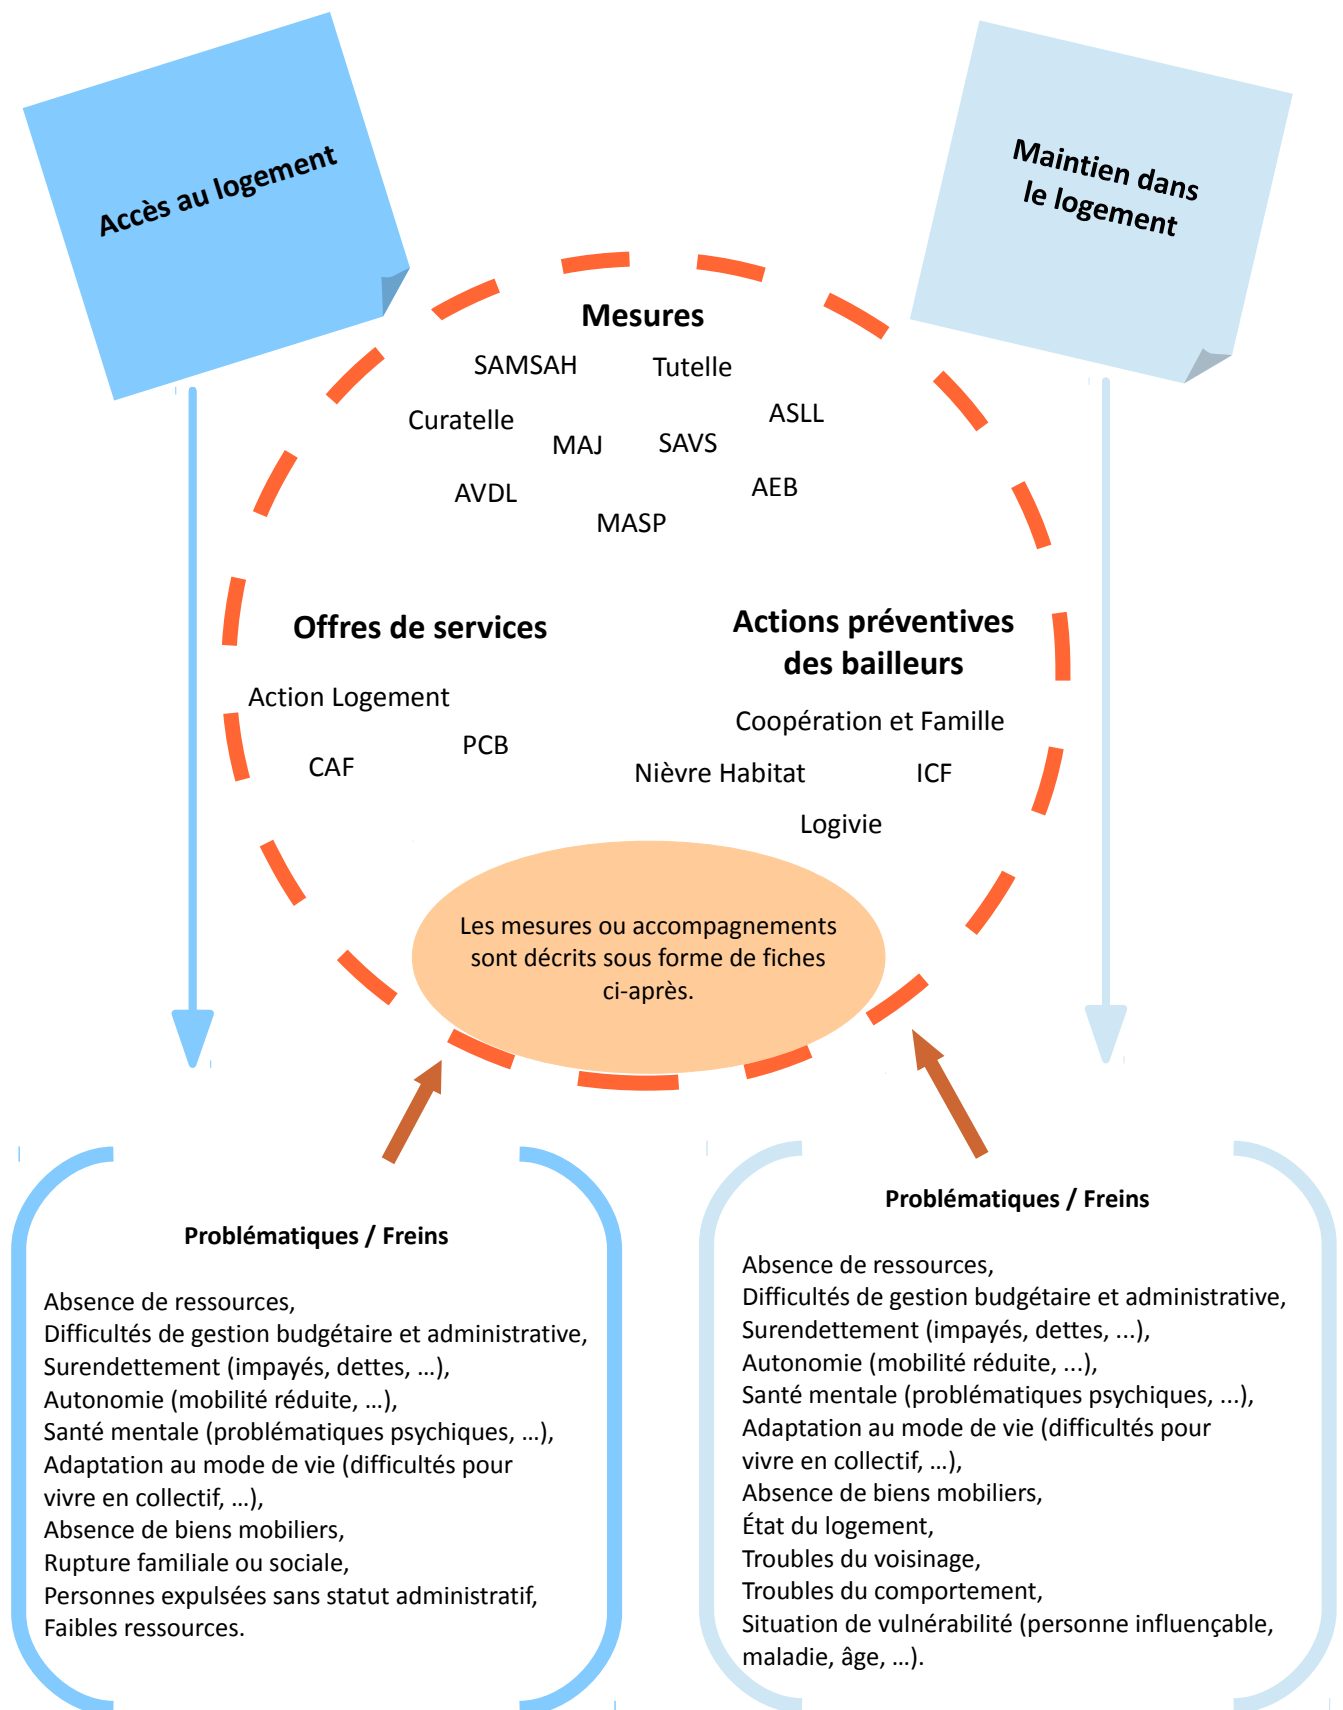 Accès au logement
Maintien dans
le logement
Mesures
SAMSAH
Tutelle
Curatelle
ASLL
MAJ
SAVS
AVDL
AEB
MASP
Offres de services
Action Logement
PCB
CAF
Actions préventives
des bailleurs
Coopération et Famille
Nièvre Habitat
ICF
Logivie
Les mesures ou accompagnements
sont décrits sous forme de fiches
ci-après.
Problématiques / Freins
Absence de ressources,
Difficultés de gestion budgétaire et administrative,
Surendettement (impayés, dettes, …),
Autonomie (mobilité réduite, …),
Santé mentale (problématiques psychiques, …),
Adaptation au mode de vie (difficultés pour
vivre en collectif, …),
Absence de biens mobiliers,
Rupture familiale ou sociale,
Personnes expulsées sans statut administratif,
Faibles ressources.
Problématiques / Freins
Absence de ressources,
Difficultés de gestion budgétaire et administrative,
Surendettement (impayés, dettes, ...),
Autonomie (mobilité réduite, ...),
Santé mentale (problématiques psychiques, ...),
Adaptation au mode de vie (difficultés pour
vivre en collectif, …),
Absence de biens mobiliers,
État du logement,
Troubles du voisinage,
Troubles du comportement,
Situation de vulnérabilité (personne influençable,
maladie, âge, …).